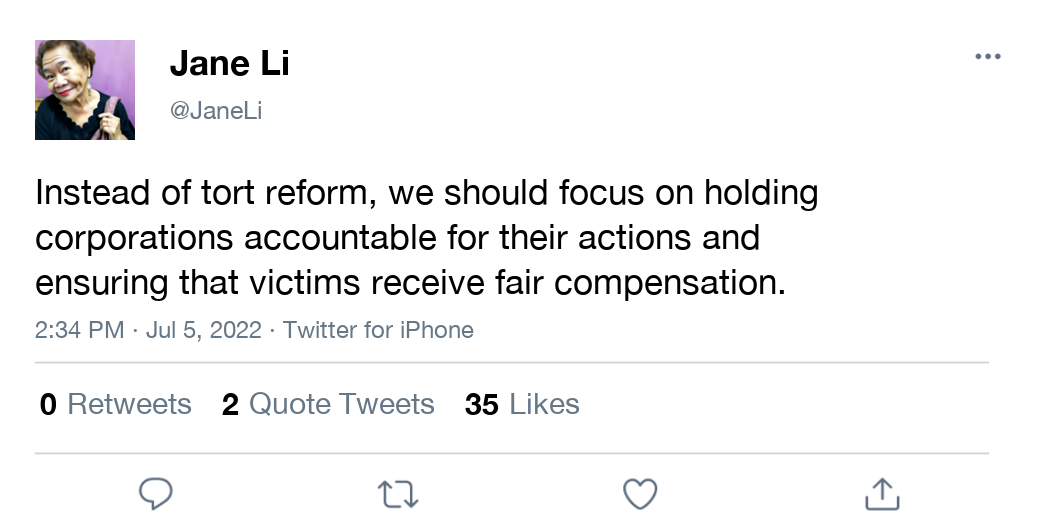 Jane Li
@JaneLi
Instead of tort reform, we should focus on holding
corporations accountable for their actions and
ensuring that victims receive fair compensation.
2:34 PM · Jul 5, 2022 · Twitter for iPhone
0 Retweets 2 Quote Tweets 35 Likes